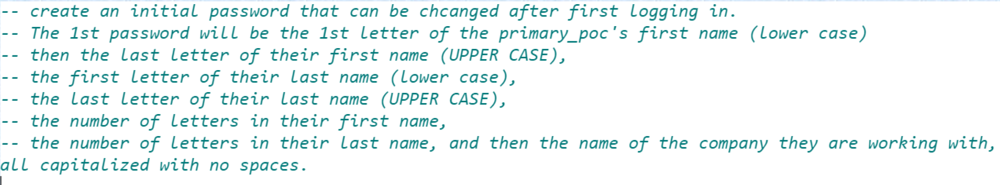 -- create an initial password that can be chcanged after first logging in.
-- The 1st password will be the 1st letter of the primary_poc's first name (lower case)
-- then the last letter of their first name (UPPER CASE),
-- the first letter of their last name (lower case),
-- the last letter of their last name (UPPER CASE),
-- the number of letters in their first name,
-- the number of letters in their last name, and then the name of the company they are working with,
all capitalized with no spaces.